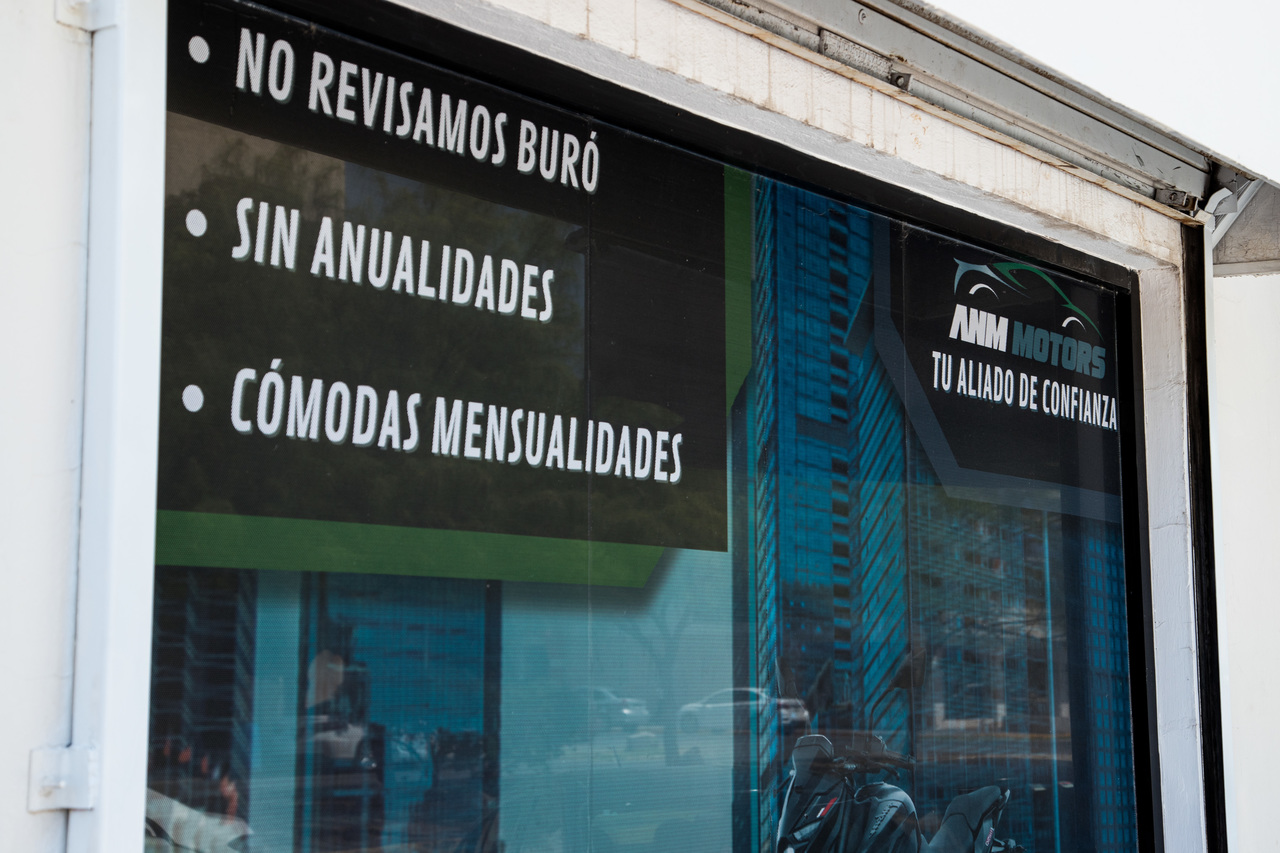 • NO REVISAMOS BURÓ
• SIN ANUALIDADES
• CÓMODAS MENSUALIDADES
ANM MOTORS
TU ALIADO DE CONFIANZA